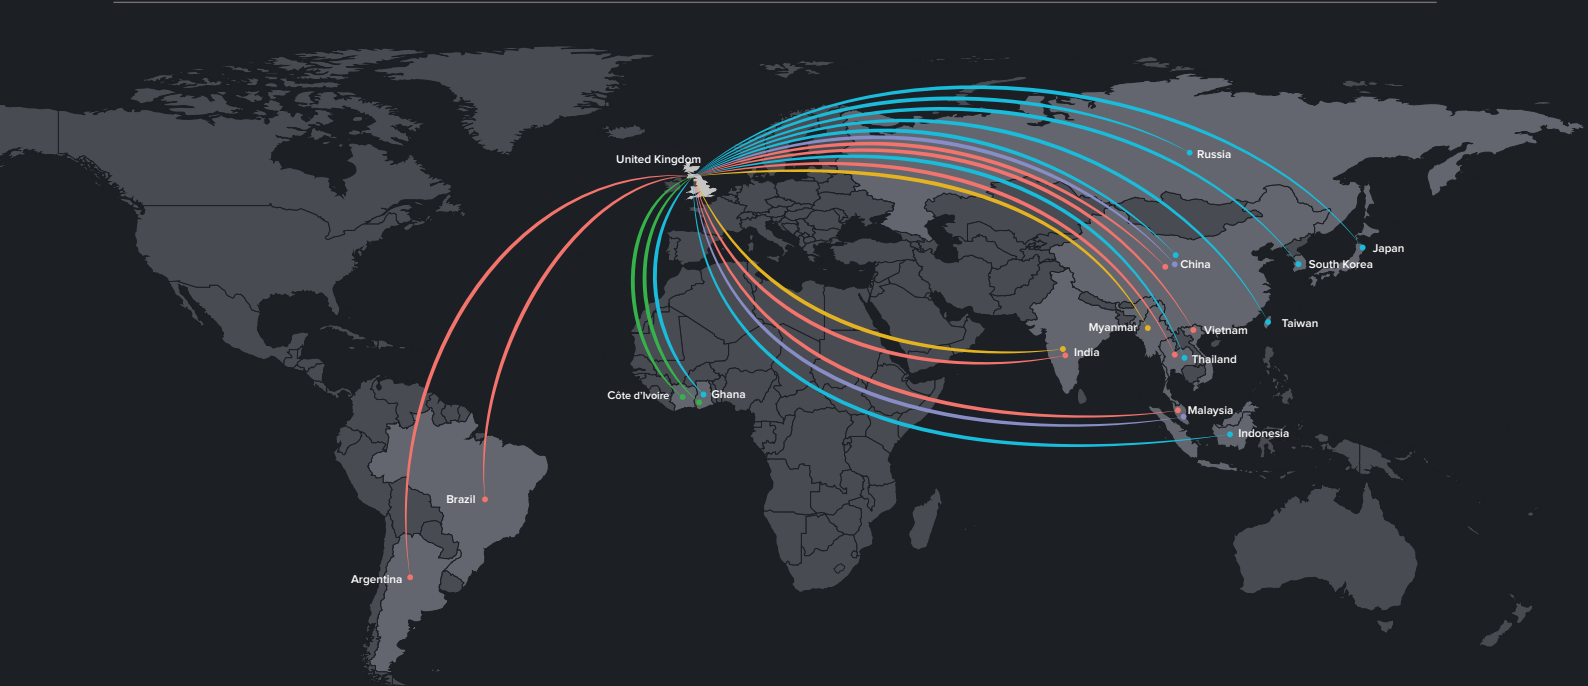 United Kingdom
Russia
Japan
China
South Korea
Taiwan
Myanmar
Vietnam
India
Thailand
Côte d'Ivoire
Ghana
Malaysia
Indonesia
Brazil
Argentina